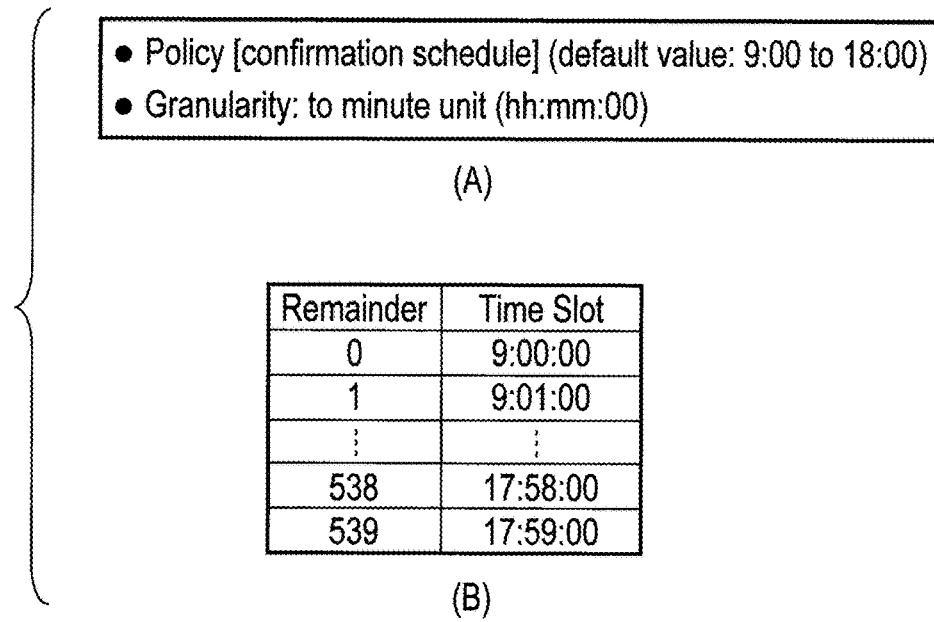 ● Policy [confirmation schedule] (default value: 9:00 to 18:00)
● Granularity: to minute unit (hh:mm:00)
(A)
Remainder Time Slot
0 9:00:00
1 9:01:00
⋮ ⋮
538 17:58:00
539 17:59:00
(B)